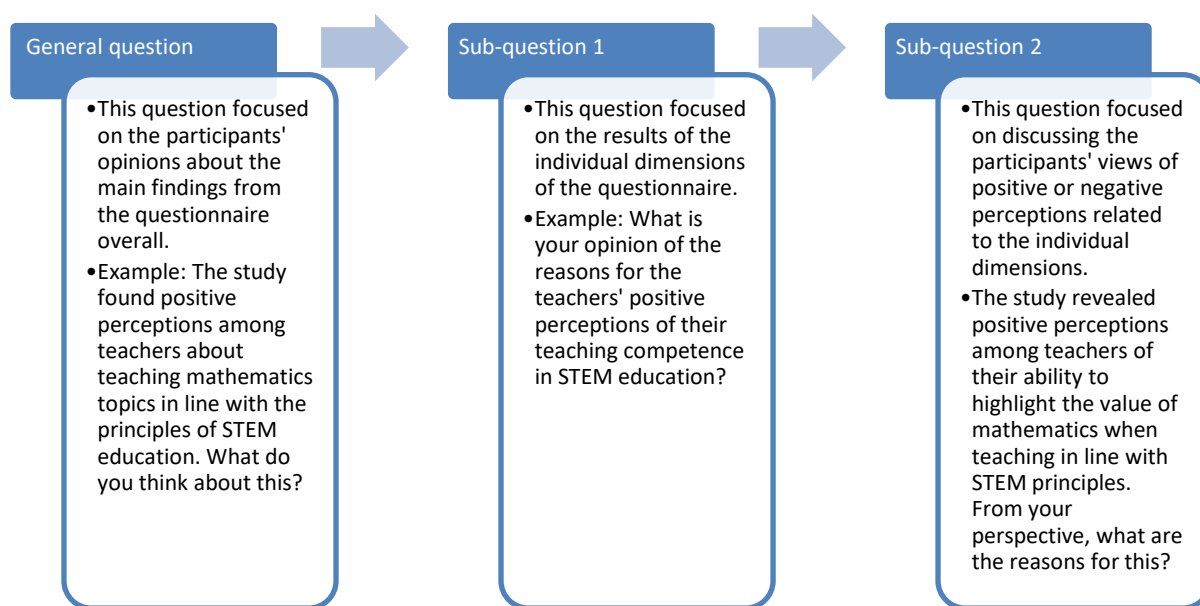 General question
•This question focused
on the participants'
opinions about the
main findings from
the questionnaire
overall.
•Example: The study
found positive
perceptions among
teachers about
teaching mathematics
topics in line with the
principles of STEM
education. What do
you think about this?
Sub-question 1
•This question focused
on the results of the
individual dimensions
of the questionnaire.
•Example: What is
your opinion of the
reasons for the
teachers' positive
perceptions of their
teaching competence
in STEM education?
Sub-question 2
•This question focused
on discussing the
participants' views of
positive or negative
perceptions related
to the individual
dimensions.
•The study revealed
positive perceptions
among teachers of
their ability to
highlight the value of
mathematics when
teaching in line with
STEM principles.
From your
perspective, what are
the reasons for this?